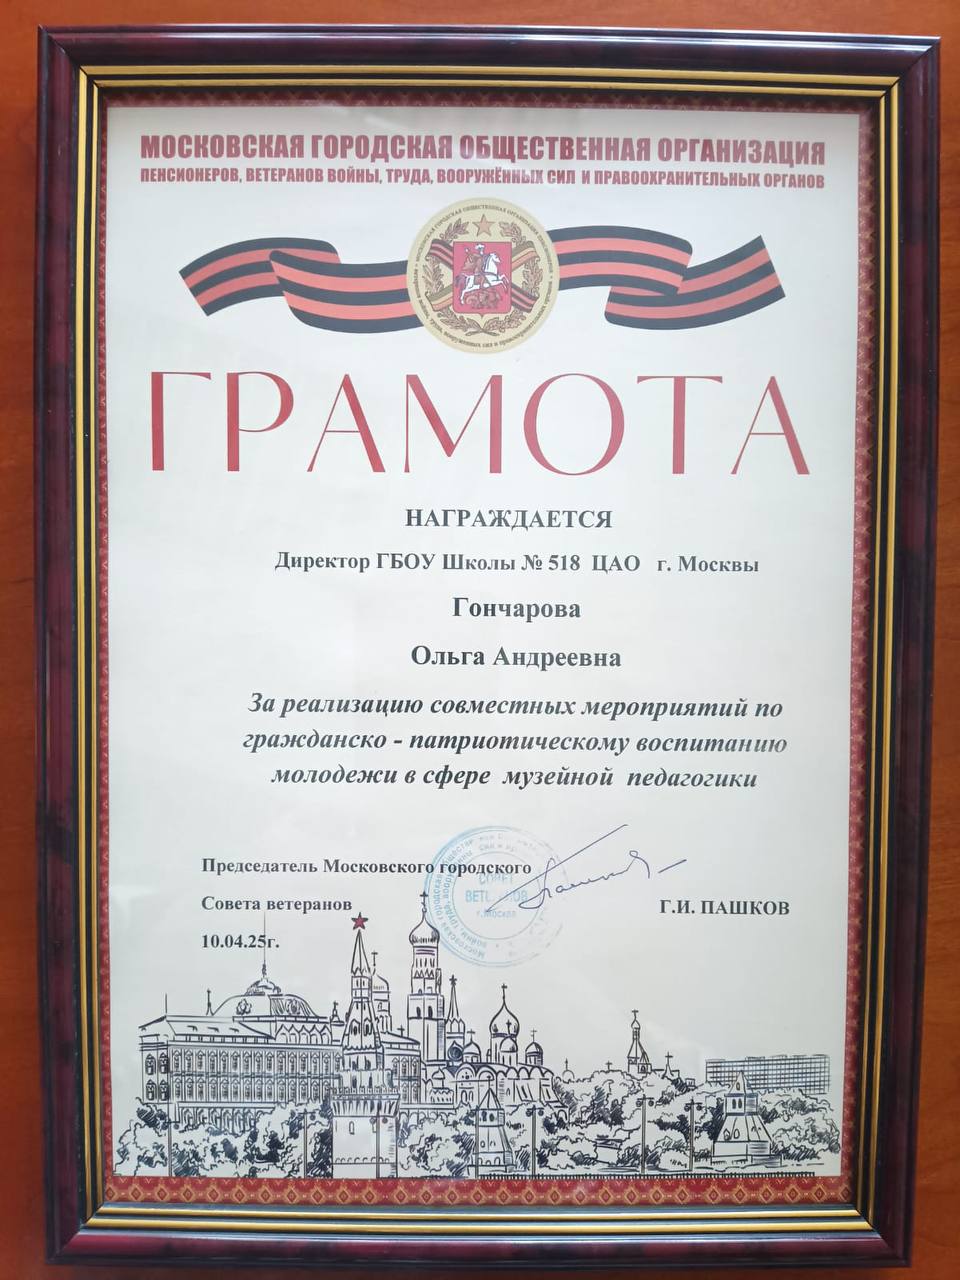 МОСКОВСКАЯ ГОРОДСКАЯ ОБЩЕСТВЕННАЯ ОРГАНИЗАЦИЯ
ПЕНСИОНЕРОВ, ВЕТЕРАНОВ ВОЙНЫ, ТРУДА, ВООРУЖЁННЫХ СИЛ И ПРАВООХРАНИТЕЛЬНЫХ ОРГАНОВ
ГРАМОТА
НАГРАЖДАЕТСЯ
Директор ГБОУ Школы № 518 ЦАО г. Москвы
Гончарова
Ольга Андреевна
За реализацию совместных мероприятий по
гражданско - патриотическому воспитанию
молодежи в сфере музейной педагогики
Председатель Московского городского
Совета ветеранов
Г.И. ПАШКОВ
10.04.25г.
СОВЕТ
г. Москва